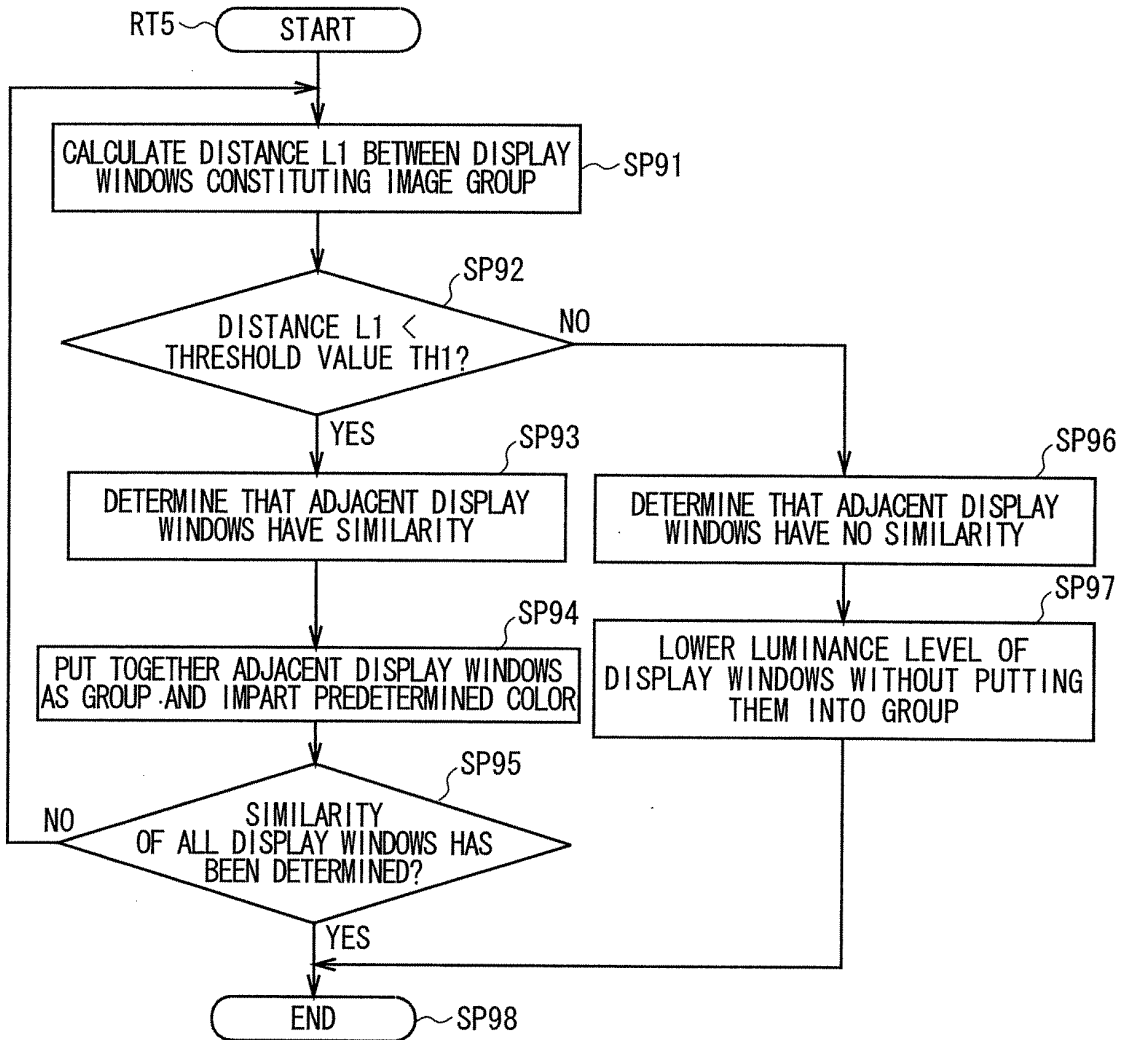 RT5
START
CALCULATE DISTANCE L1 BETWEEN DISPLAY
WINDOWS CONSTITUTING IMAGE GROUP
SP91
SP92
DISTANCE L1 <
THRESHOLD VALUE TH1?
NO
YES
SP93
DETERMINE THAT ADJACENT DISPLAY
WINDOWS HAVE SIMILARITY
SP96
DETERMINE THAT ADJACENT DISPLAY
WINDOWS HAVE NO SIMILARITY
SP94
PUT TOGETHER ADJACENT DISPLAY WINDOWS
AS GROUP AND IMPART PREDETERMINED COLOR
SP97
LOWER LUMINANCE LEVEL OF
DISPLAY WINDOWS WITHOUT PUTTING
THEM INTO GROUP
SP95
NO
SIMILARITY
OF ALL DISPLAY WINDOWS HAS
BEEN DETERMINED?
YES
END
SP98